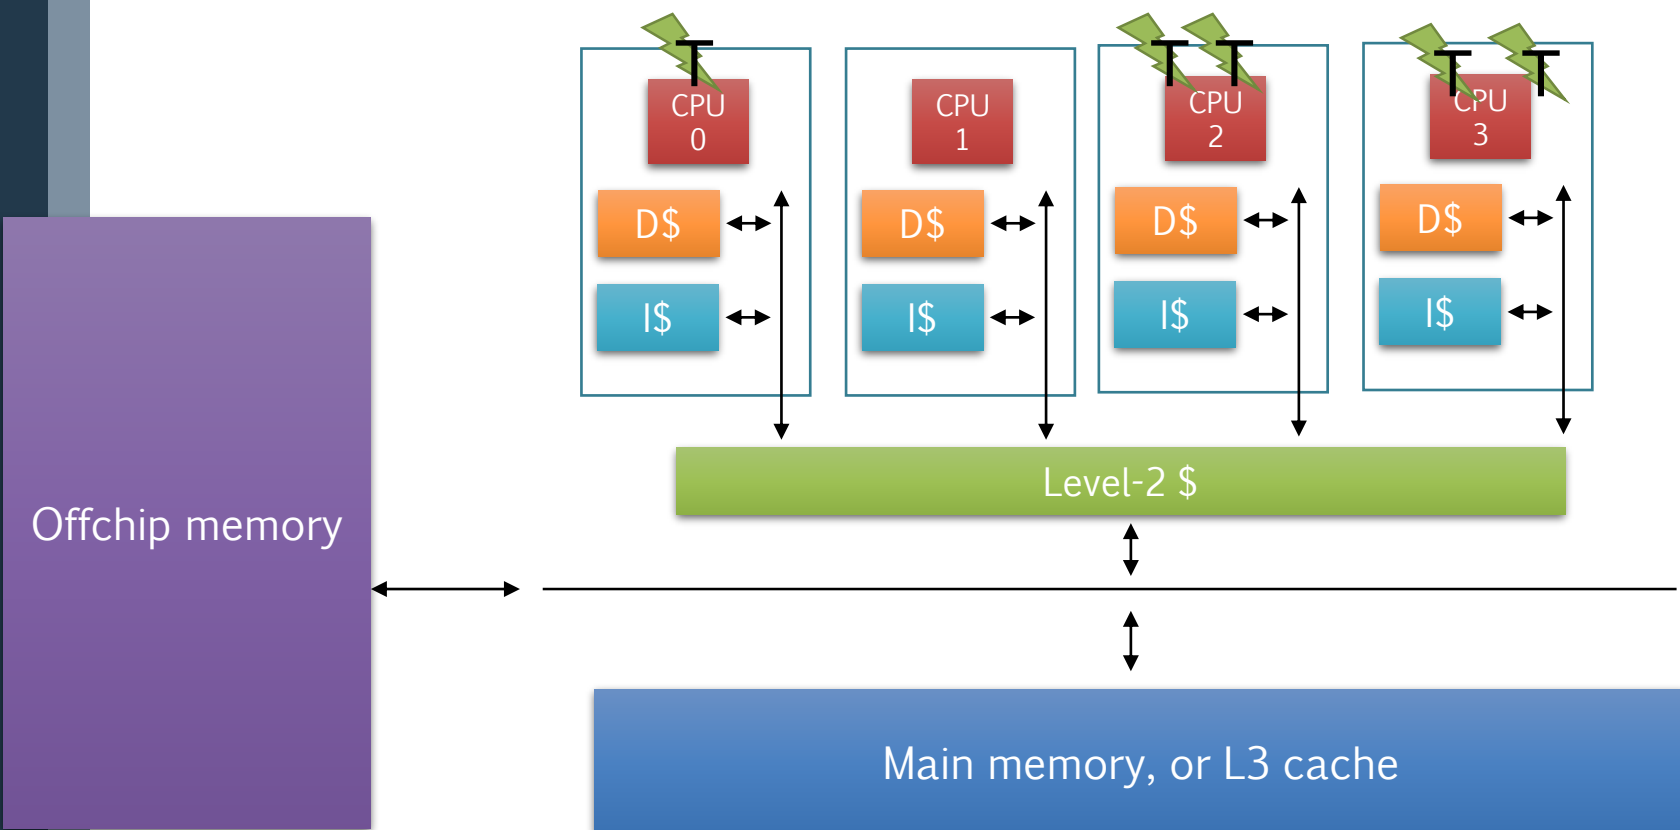 T
T T
T T
CPU
0
CPU
1
CPU
2
CPU
3
D$
D$
D$
D$
I$
I$
I$
I$
Level-2 $
Offchip memory
Main memory, or L3 cache